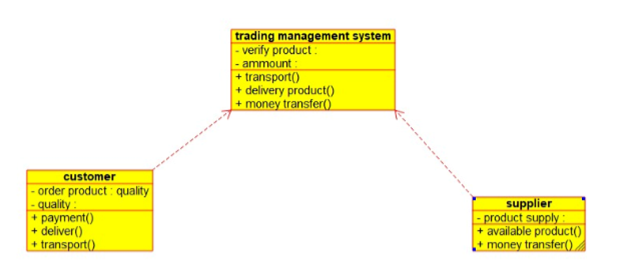 trading management system
- verify product :
- ammount :
+ transport()
+ delivery product()
+ money transfer()
customer
- order product : quality
- quality :
+ payment()
+ deliver()
+ transport()
supplier
- product supply :
+ available product()
+ money transfer()